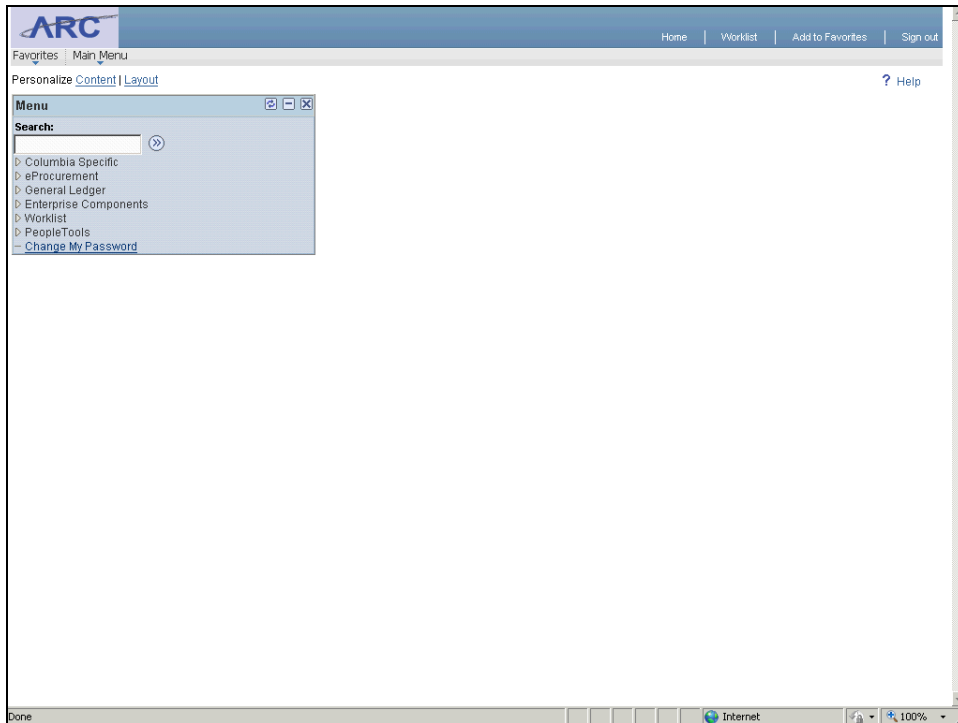 ARC
Home | Worklist | Add to Favorites | Sign out
Favorites Main Menu
Personalize Content | Layout
? Help
Menu
Search:
Columbia Specific
eProcurement
General Ledger
Enterprise Components
Worklist
PeopleTools
Change My Password
Done
Internet
100%